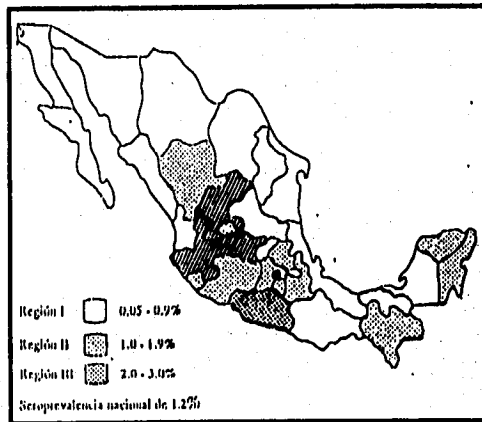 Región I 0.05 - 0.9%
Región II 1.0 - 1.9%
Región III 2.0 - 3.0%
Seroprevalencia nacional de 1.2%